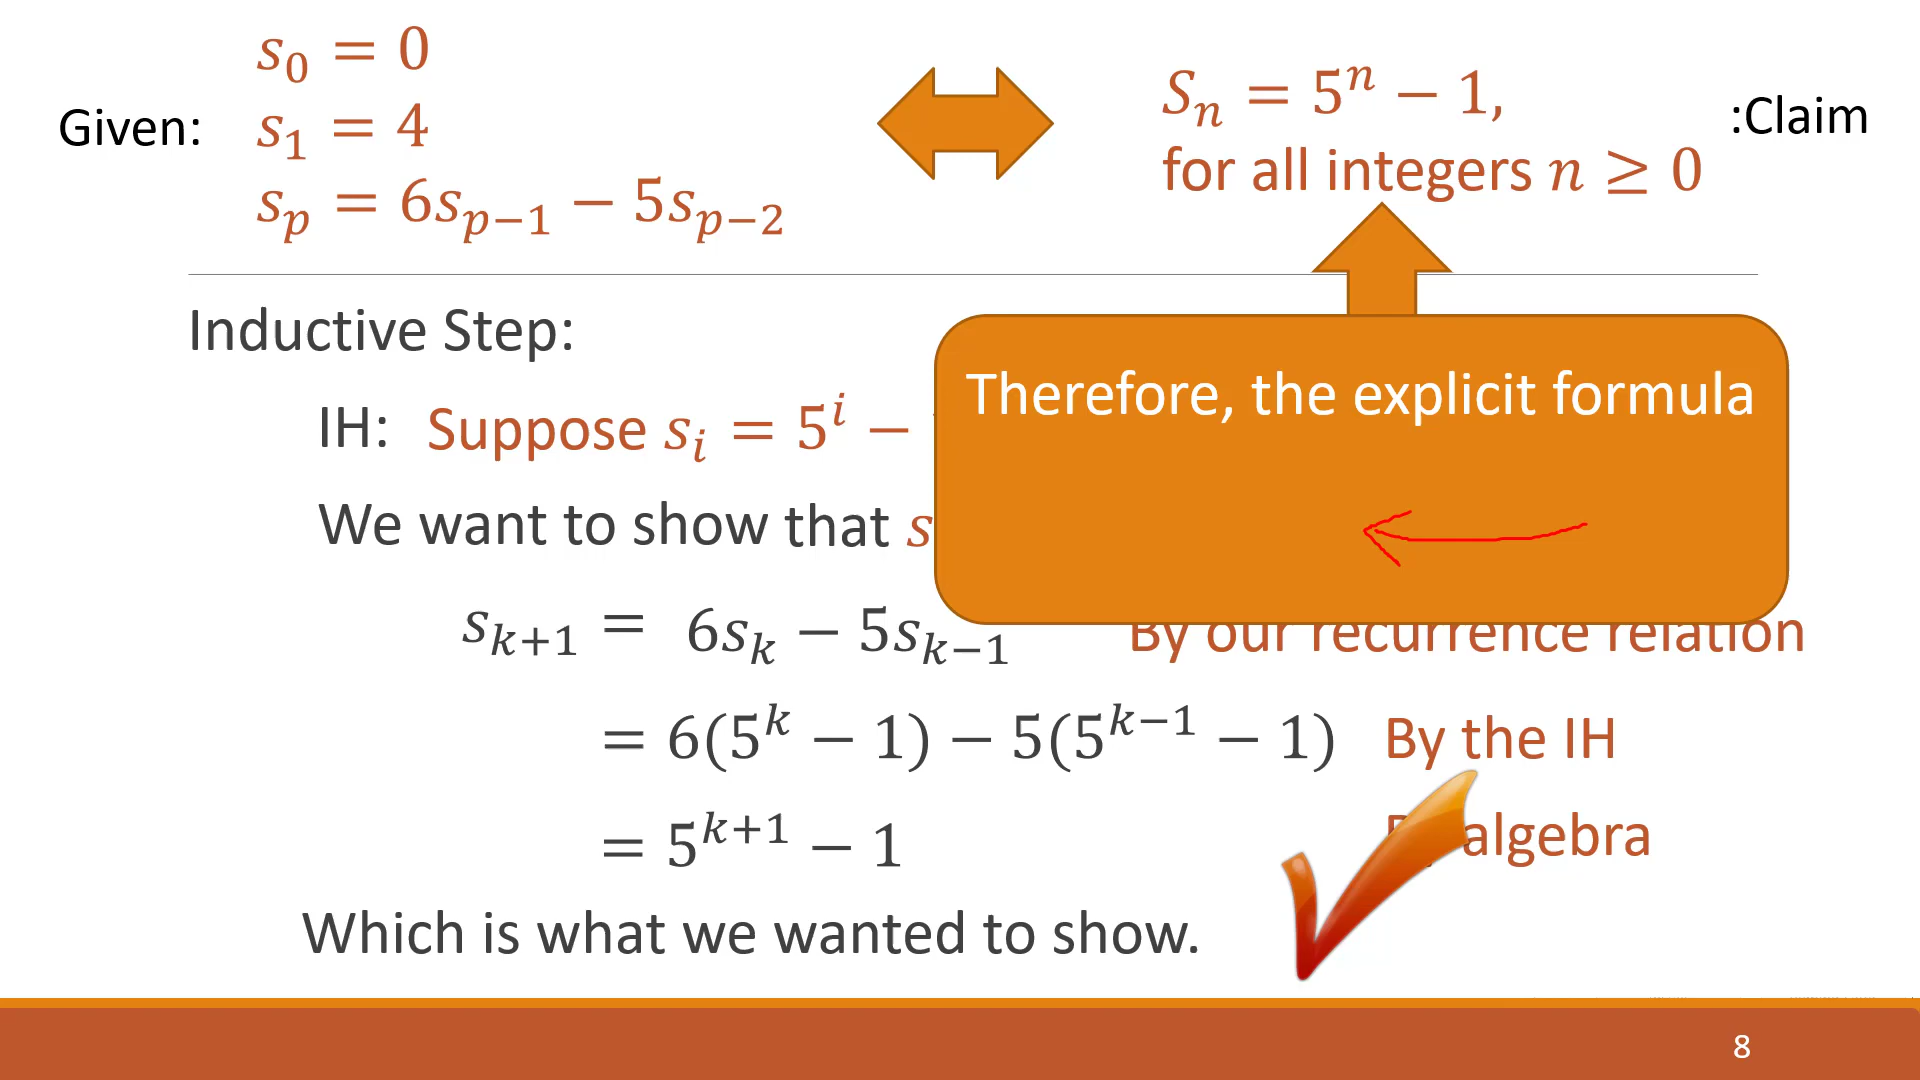 Given:
s₀ = 0
s₁ = 4
sₚ = 6sₚ₋₁ − 5sₚ₋₂
Sₙ = 5ⁿ − 1,
for all integers n ≥ 0
:Claim
Inductive Step:
IH: Suppose sᵢ = 5ⁱ −
Therefore, the explicit formula
We want to show that s
sₖ₊₁ = 6sₖ − 5sₖ₋₁ By our recurrence relation
= 6(5ᵏ − 1) − 5(5ᵏ⁻¹ − 1) By the IH
= 5ᵏ⁺¹ − 1 algebra
Which is what we wanted to show.
8